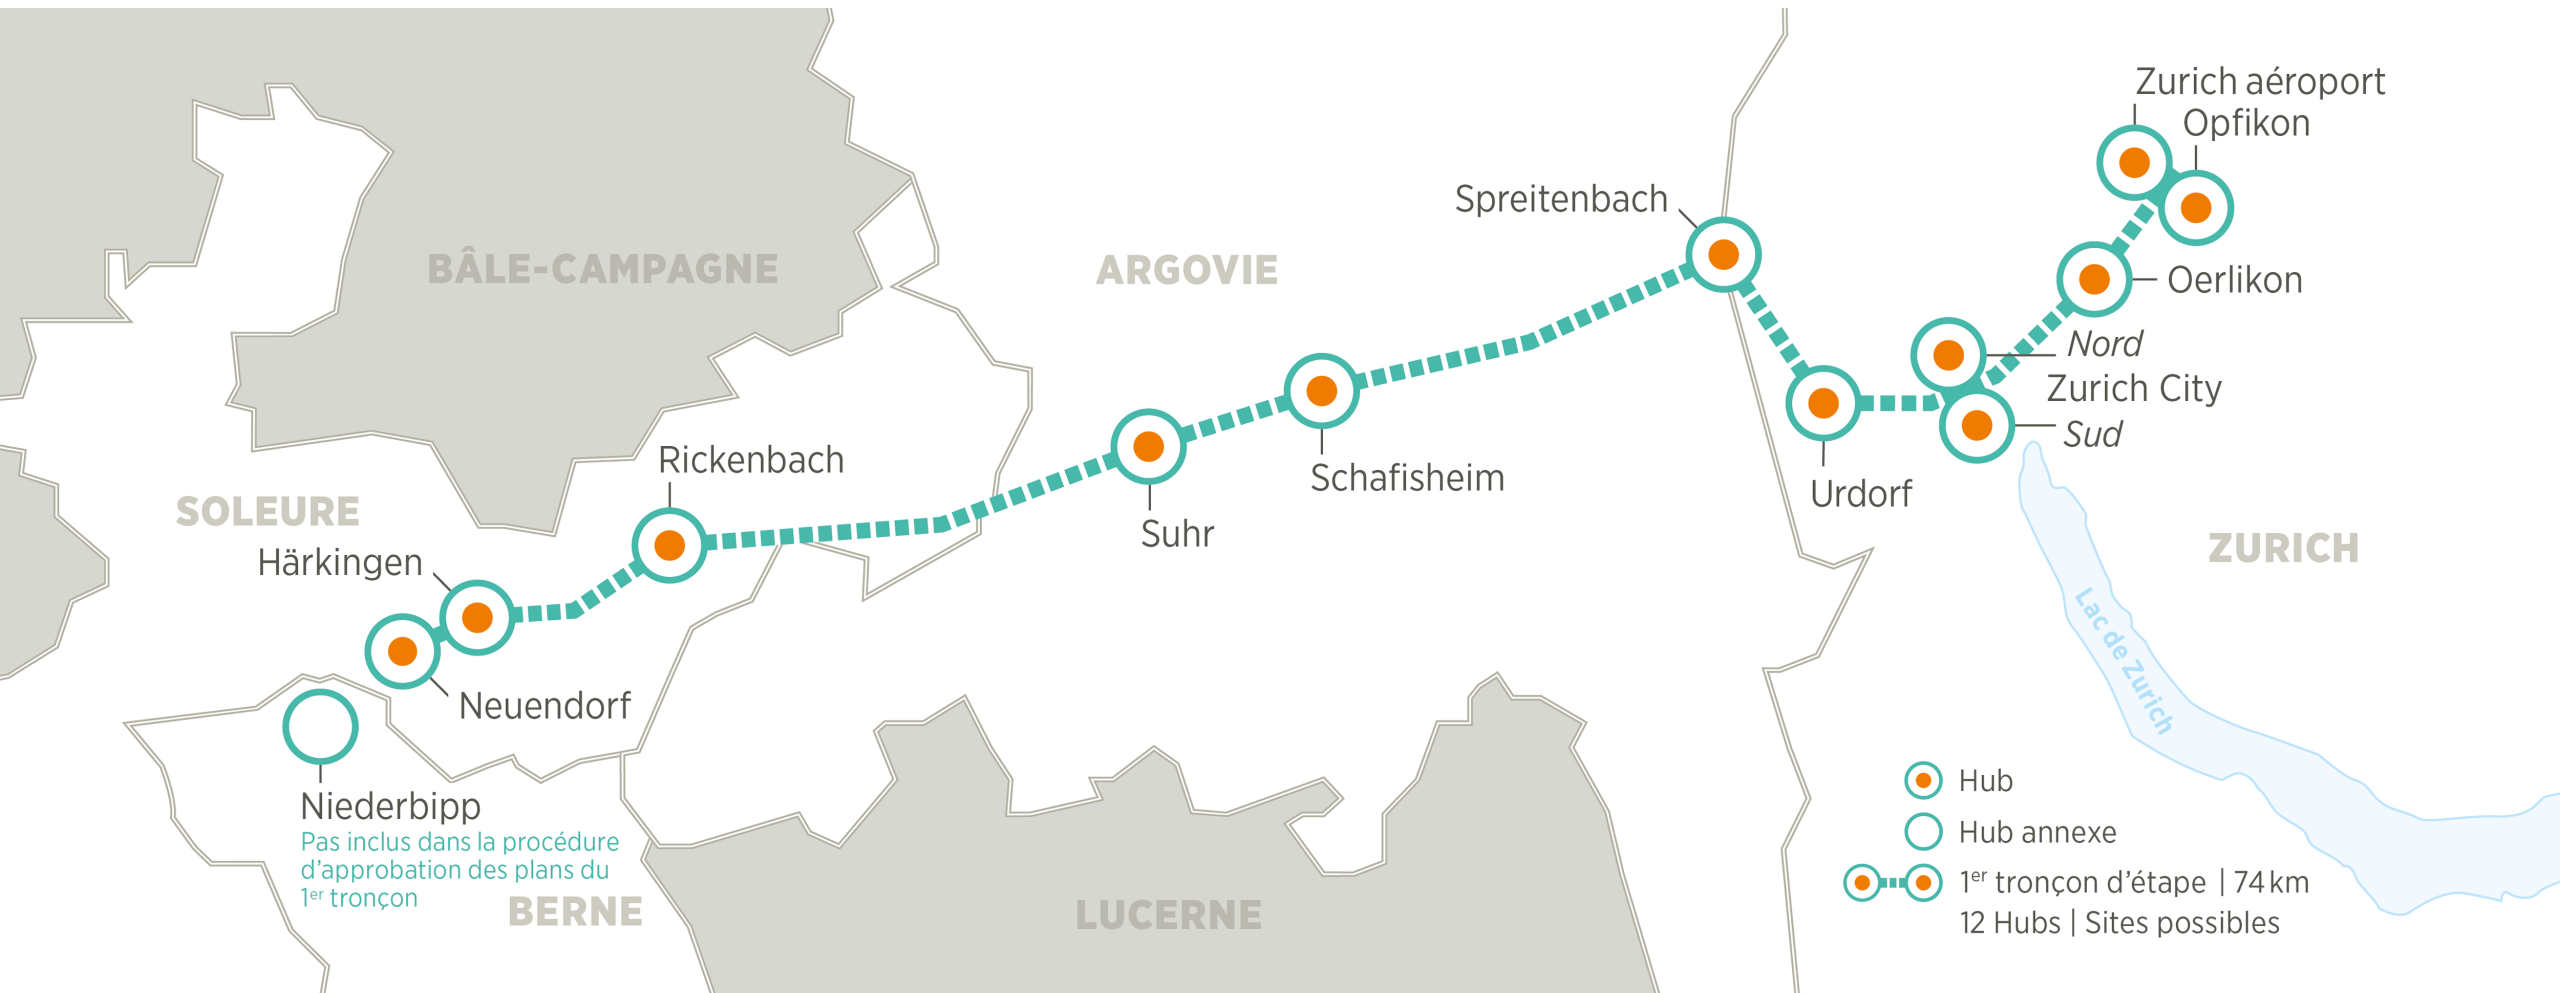 Zurich aéroport
Opfikon
Spreitenbach
BÂLE-CAMPAGNE
ARGOVIE
Oerlikon
Nord
Zurich City
Sud
Rickenbach
Schafisheim
Urdorf
SOLEURE
Suhr
ZURICH
Härkingen
Lac de Zurich
Neuendorf
Niederbipp
Pas inclus dans la procédure
d’approbation des plans du
1er tronçon
BERNE
LUCERNE
Hub
Hub annexe
1er tronçon d’étape | 74 km
12 Hubs | Sites possibles